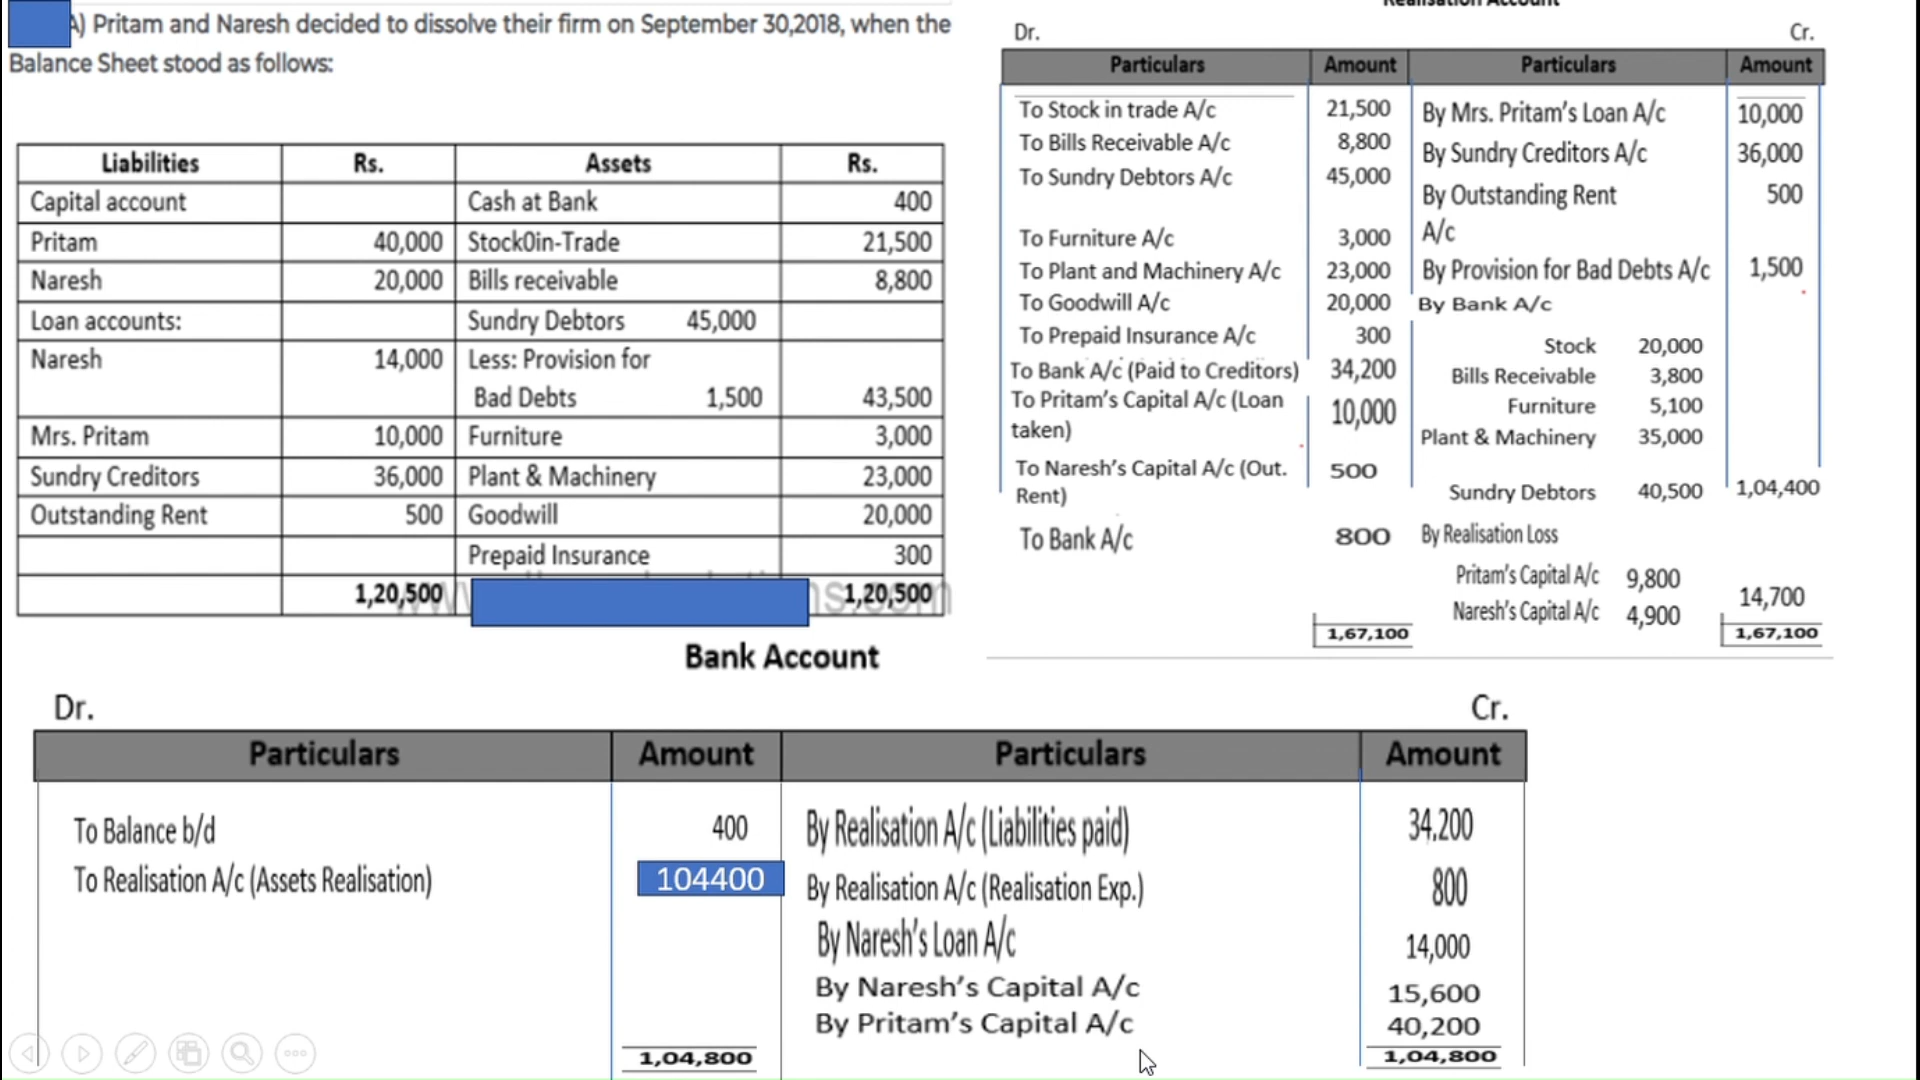 A) Pritam and Naresh decided to dissolve their firm on September 30,2018, when the
Balance Sheet stood as follows:
Liabilities Rs. Assets Rs.
Capital account Cash at Bank 400
Pritam 40,000 Stock0in-Trade 21,500
Naresh 20,000 Bills receivable 8,800
Loan accounts: Sundry Debtors 45,000
Naresh 14,000 Less: Provision for
Bad Debts 1,500 43,500
Mrs. Pritam 10,000 Furniture 3,000
Sundry Creditors 36,000 Plant & Machinery 23,000
Outstanding Rent 500 Goodwill 20,000
Prepaid Insurance 300
1,20,500 1,20,500
Realisation Account
Dr. Cr.
Particulars Amount Particulars Amount
To Stock in trade A/c 21,500 By Mrs. Pritam's Loan A/c 10,000
To Bills Receivable A/c 8,800 By Sundry Creditors A/c 36,000
To Sundry Debtors A/c 45,000 By Outstanding Rent 500
A/c
To Furniture A/c 3,000
To Plant and Machinery A/c 23,000 By Provision for Bad Debts A/c 1,500
To Goodwill A/c 20,000 By Bank A/c
To Prepaid Insurance A/c 300 Stock 20,000
To Bank A/c (Paid to Creditors) 34,200 Bills Receivable 3,800
To Pritam's Capital A/c (Loan 10,000 Furniture 5,100
taken) Plant & Machinery 35,000
To Naresh's Capital A/c (Out. 500
Rent) Sundry Debtors 40,500 1,04,400
To Bank A/c 800 By Realisation Loss
Pritam's Capital A/c 9,800
Naresh's Capital A/c 4,900 14,700
1,67,100 1,67,100
Bank Account
Dr. Cr.
Particulars Amount Particulars Amount
To Balance b/d 400 By Realisation A/c (Liabilities paid) 34,200
To Realisation A/c (Assets Realisation) 104400 By Realisation A/c (Realisation Exp.) 800
By Naresh's Loan A/c 14,000
By Naresh's Capital A/c 15,600
By Pritam's Capital A/c 40,200
1,04,800 1,04,800